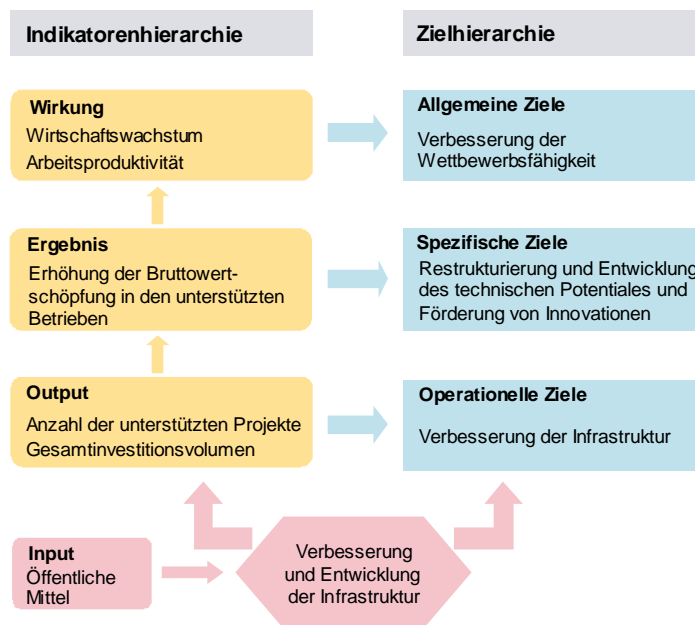 Indikatorenhierarchie
Zielhierarchie
Wirkung
Wirtschaftswachstum
Arbeitsproduktivität
Allgemeine Ziele
Verbesserung der
Wettbewerbsfähigkeit
Ergebnis
Erhöhung der Bruttowert-
schöpfung in den unterstützten
Betrieben
Spezifische Ziele
Restrukturierung und Entwicklung
des technischen Potentiales und
Förderung von Innovationen
Output
Anzahl der unterstützten Projekte
Gesamtinvestitionsvolumen
Operationelle Ziele
Verbesserung der Infrastruktur
Input
Öffentliche
Mittel
Verbesserung
und Entwicklung
der Infrastruktur